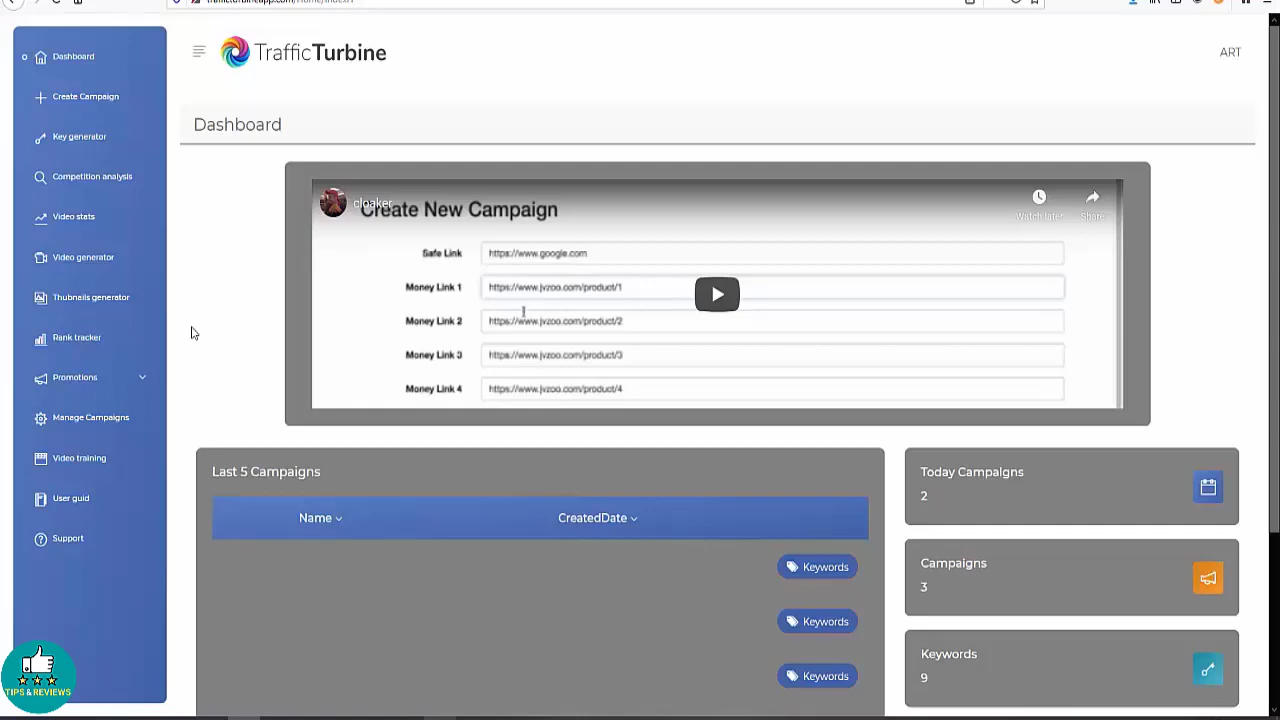 Dashboard
Create Campaign
Key generator
Competition analysis
Video stats
Video generator
Thubnails generator
Rank tracker
Promotions
Manage Campaigns
Video training
User guid
Support
TIPS & REVIEWS
TrafficTurbine
ART
Dashboard
cloaker
Create New Campaign
Watch later
Share
Safe Link https://www.google.com
Money Link 1 https://www.jvzoo.com/product/1
Money Link 2 https://www.jvzoo.com/product/2
Money Link 3 https://www.jvzoo.com/product/3
Money Link 4 https://www.jvzoo.com/product/4
Last 5 Campaigns
Name CreatedDate
Keywords
Keywords
Keywords
Today Campaigns
2
Campaigns
3
Keywords
9